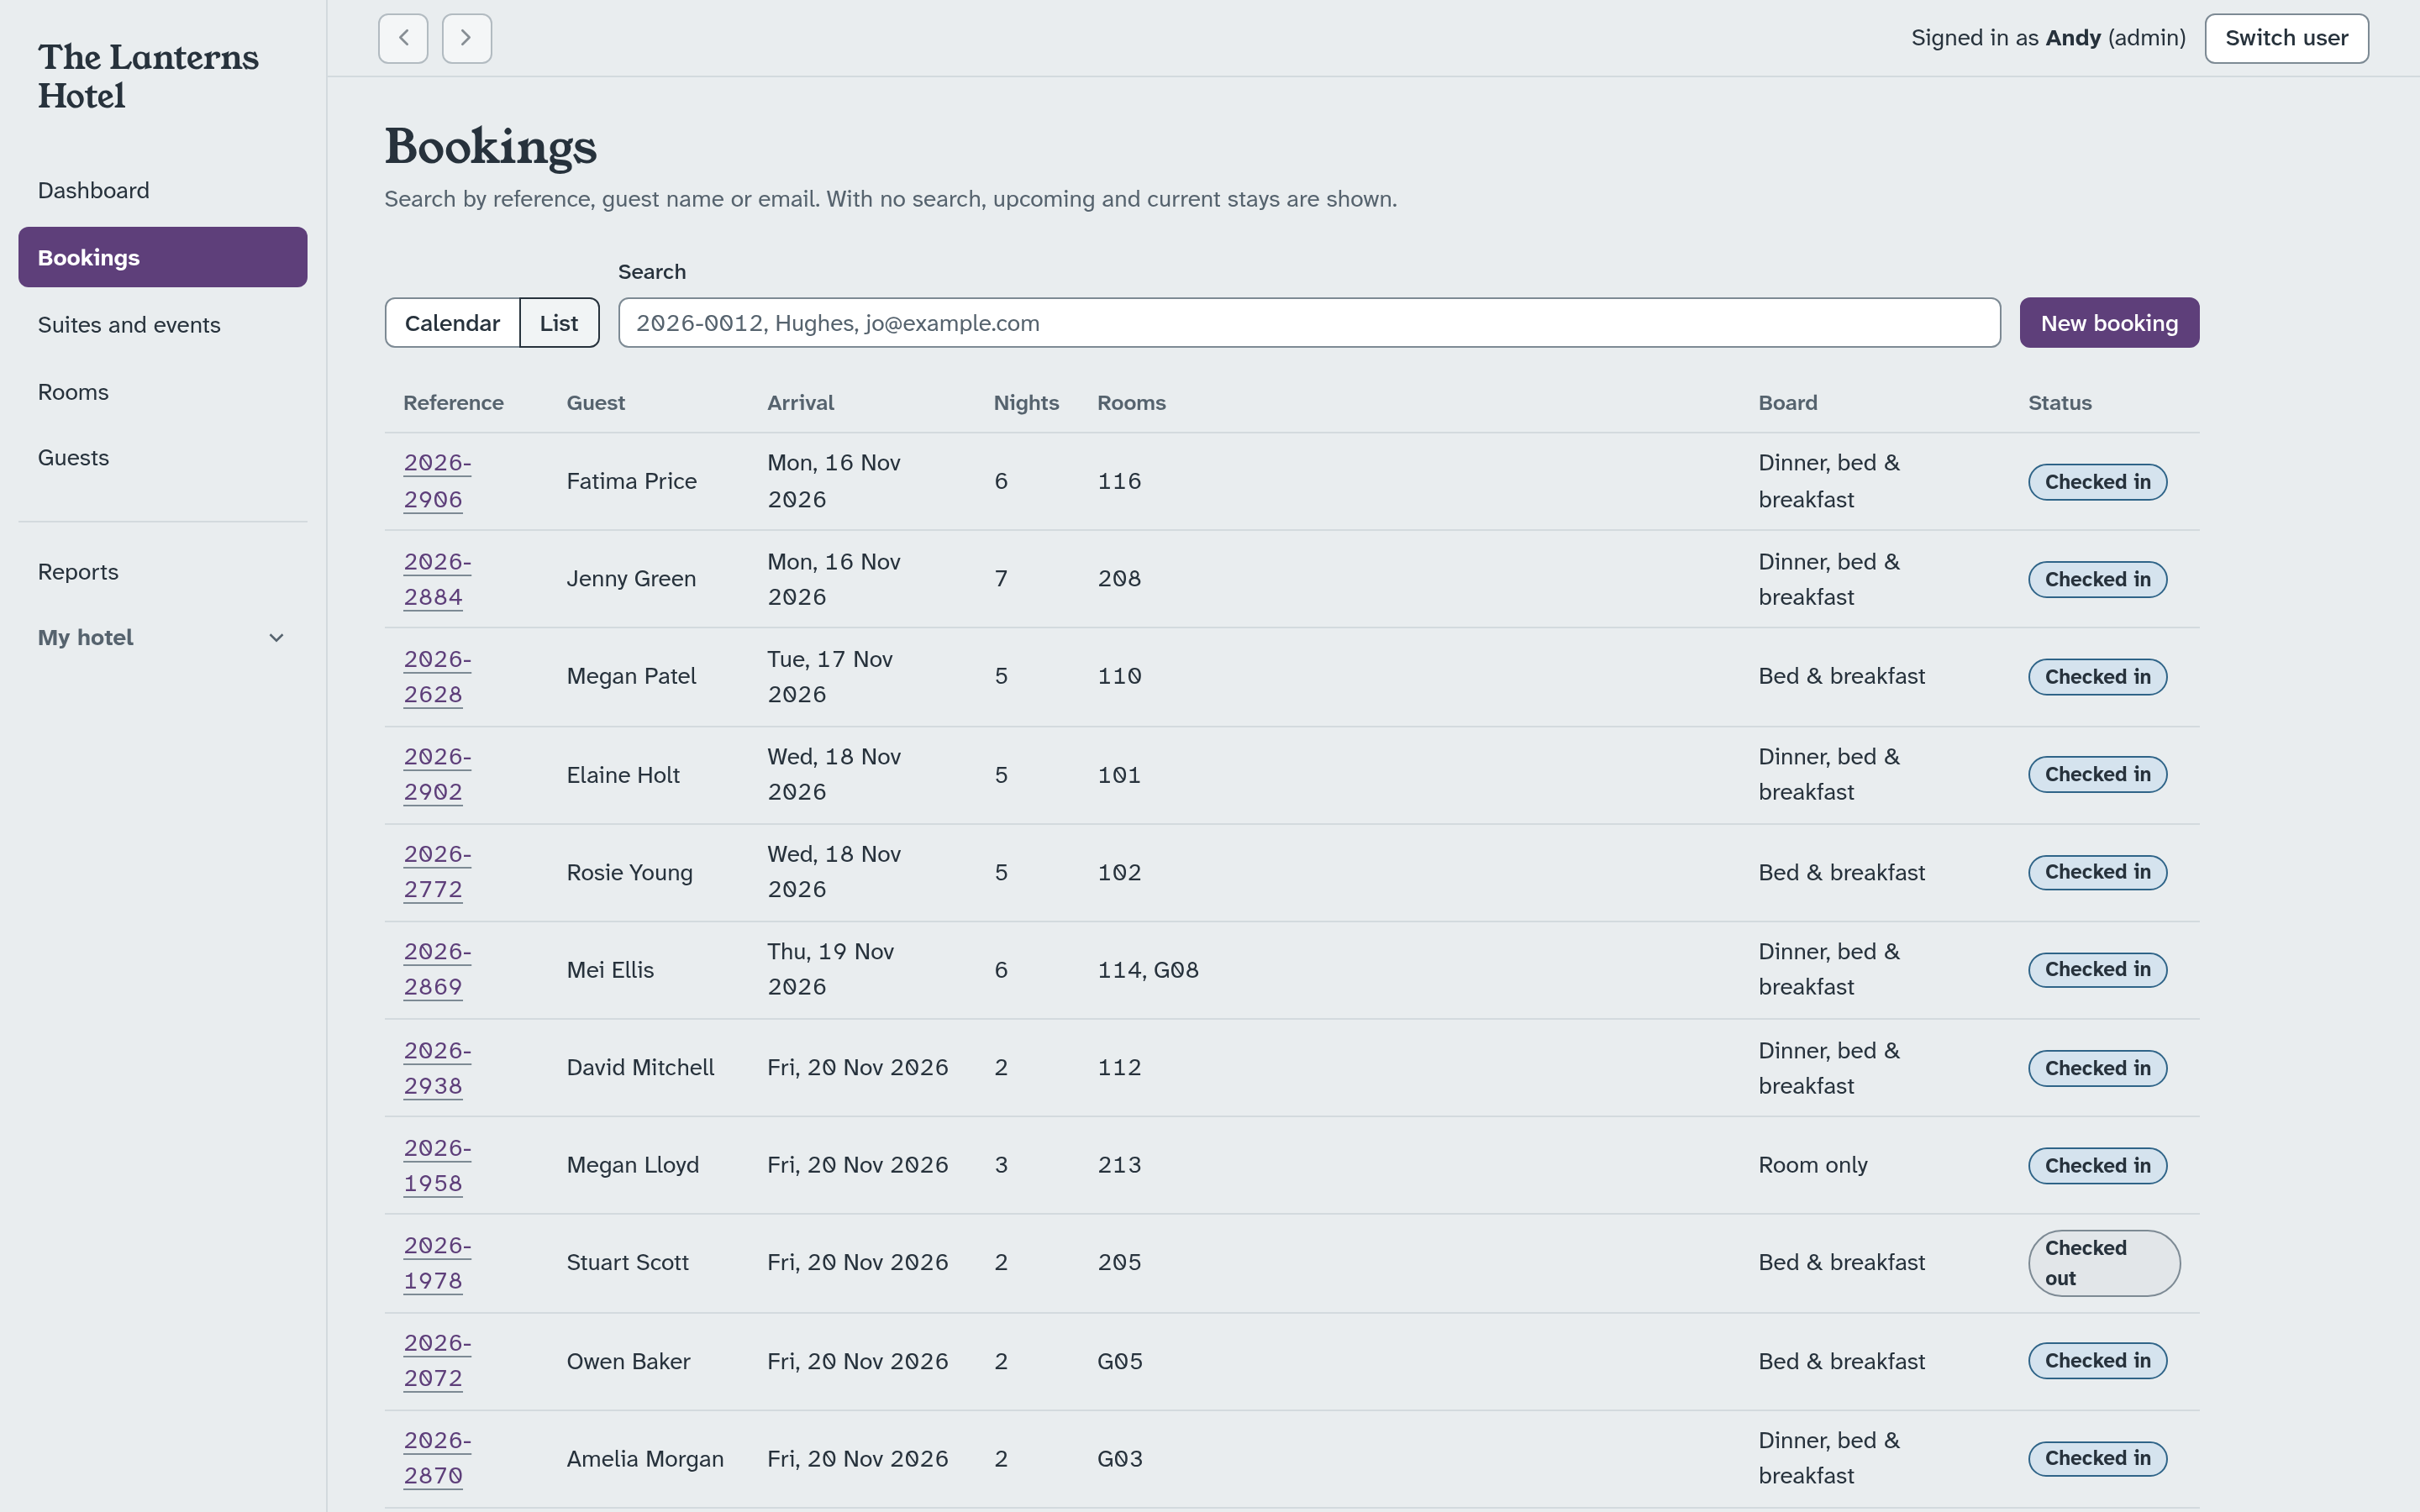 The Lanterns
Hotel
Dashboard
Bookings
Suites and events
Rooms
Guests
Reports
My hotel
Signed in as Andy (admin)
Switch user
Bookings
Search by reference, guest name or email. With no search, upcoming and current stays are shown.
Search
Calendar List 2026-0012, Hughes, jo@example.com New booking
Reference Guest Arrival Nights Rooms Board Status
2026-
2906
Fatima Price
Mon, 16 Nov
2026
6
116
Dinner, bed &
breakfast
Checked in
2026-
2884
Jenny Green
Mon, 16 Nov
2026
7
208
Dinner, bed &
breakfast
Checked in
2026-
2628
Megan Patel
Tue, 17 Nov
2026
5
110
Bed & breakfast
Checked in
2026-
2902
Elaine Holt
Wed, 18 Nov
2026
5
101
Dinner, bed &
breakfast
Checked in
2026-
2772
Rosie Young
Wed, 18 Nov
2026
5
102
Bed & breakfast
Checked in
2026-
2869
Mei Ellis
Thu, 19 Nov
2026
6
114, G08
Dinner, bed &
breakfast
Checked in
2026-
2938
David Mitchell
Fri, 20 Nov 2026
2
112
Dinner, bed &
breakfast
Checked in
2026-
1958
Megan Lloyd
Fri, 20 Nov 2026
3
213
Room only
Checked in
2026-
1978
Stuart Scott
Fri, 20 Nov 2026
2
205
Bed & breakfast
Checked
out
2026-
2072
Owen Baker
Fri, 20 Nov 2026
2
G05
Bed & breakfast
Checked in
2026-
2870
Amelia Morgan
Fri, 20 Nov 2026
2
G03
Dinner, bed &
breakfast
Checked in